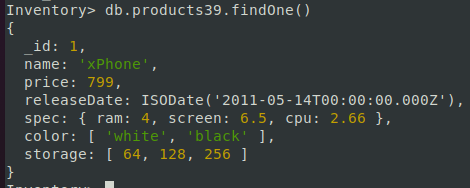 Inventory> db.products39.findOne()
{
  _id: 1,
  name: 'xPhone',
  price: 799,
  releaseDate: ISODate('2011-05-14T00:00:00.000Z'),
  spec: { ram: 4, screen: 6.5, cpu: 2.66 },
  color: [ 'white', 'black' ],
  storage: [ 64, 128, 256 ]
}
Inventory>